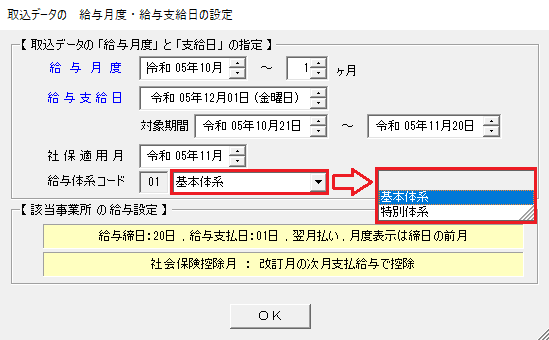 取込データの 給与月度・給与支給日の設定
【 取込データの「給与月度」と「支給日」の指定 】
給 与 月 度 令和 05年10月 ～ 1 ヶ月
給 与 支 給 日 令和 05年12月01日 (金曜日)
対象期間 令和 05年10月21日 ～ 令和 05年11月20日
社 保 適 用 月 令和 05年11月
給与体系コード 01 基本体系
基本体系
特別体系
【 該当事業所 の 給与設定 】
給与締日：20日 , 給与支払日：01日 , 翌月払い , 月度表示は締日の前月
社会保険控除月 ： 改訂月の次月支払給与で控除
ＯＫ